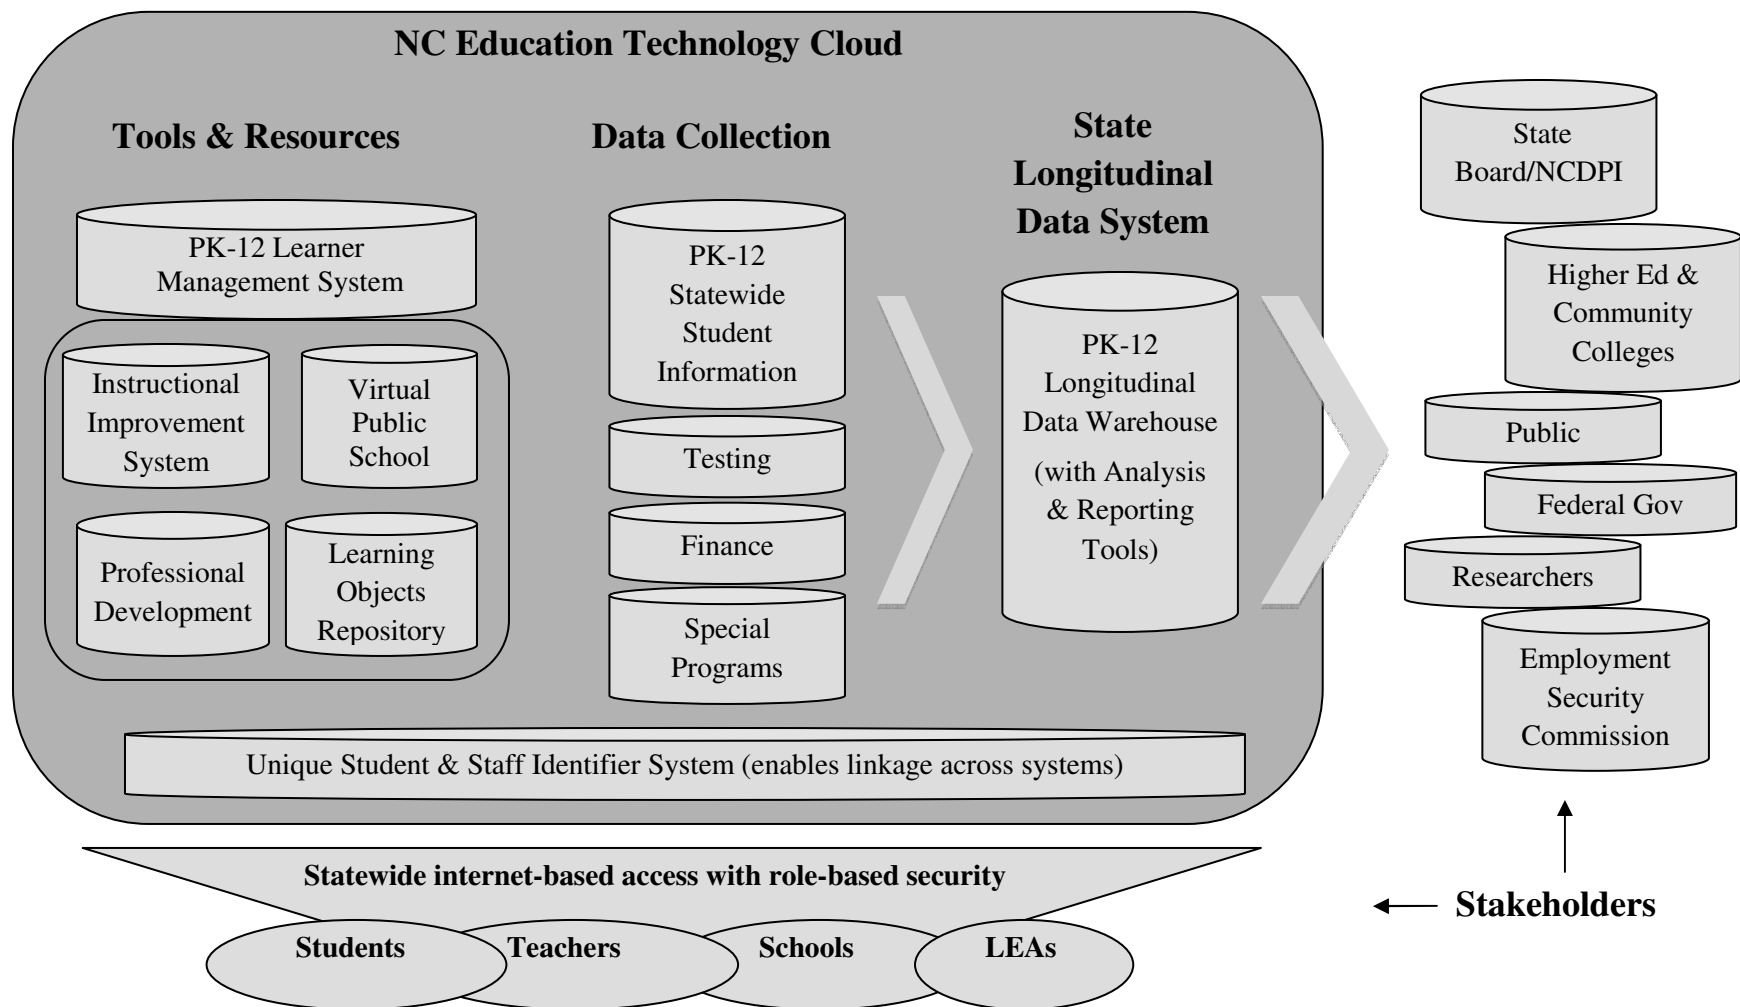 NC Education Technology Cloud
Tools & Resources
PK-12 Learner
Management System
Instructional
Improvement
System
Virtual
Public
School
Professional
Development
Learning
Objects
Repository
Data Collection
PK-12
Statewide
Student
Information
Testing
Finance
Special
Programs
State
Longitudinal
Data System
PK-12
Longitudinal
Data Warehouse
(with Analysis
& Reporting
Tools)
Unique Student & Staff Identifier System (enables linkage across systems)
State
Board/NCDPI
Higher Ed &
Community
Colleges
Public
Federal Gov
Researchers
Employment
Security
Commission
Statewide internet-based access with role-based security
Students
Teachers
Schools
LEAs
Stakeholders